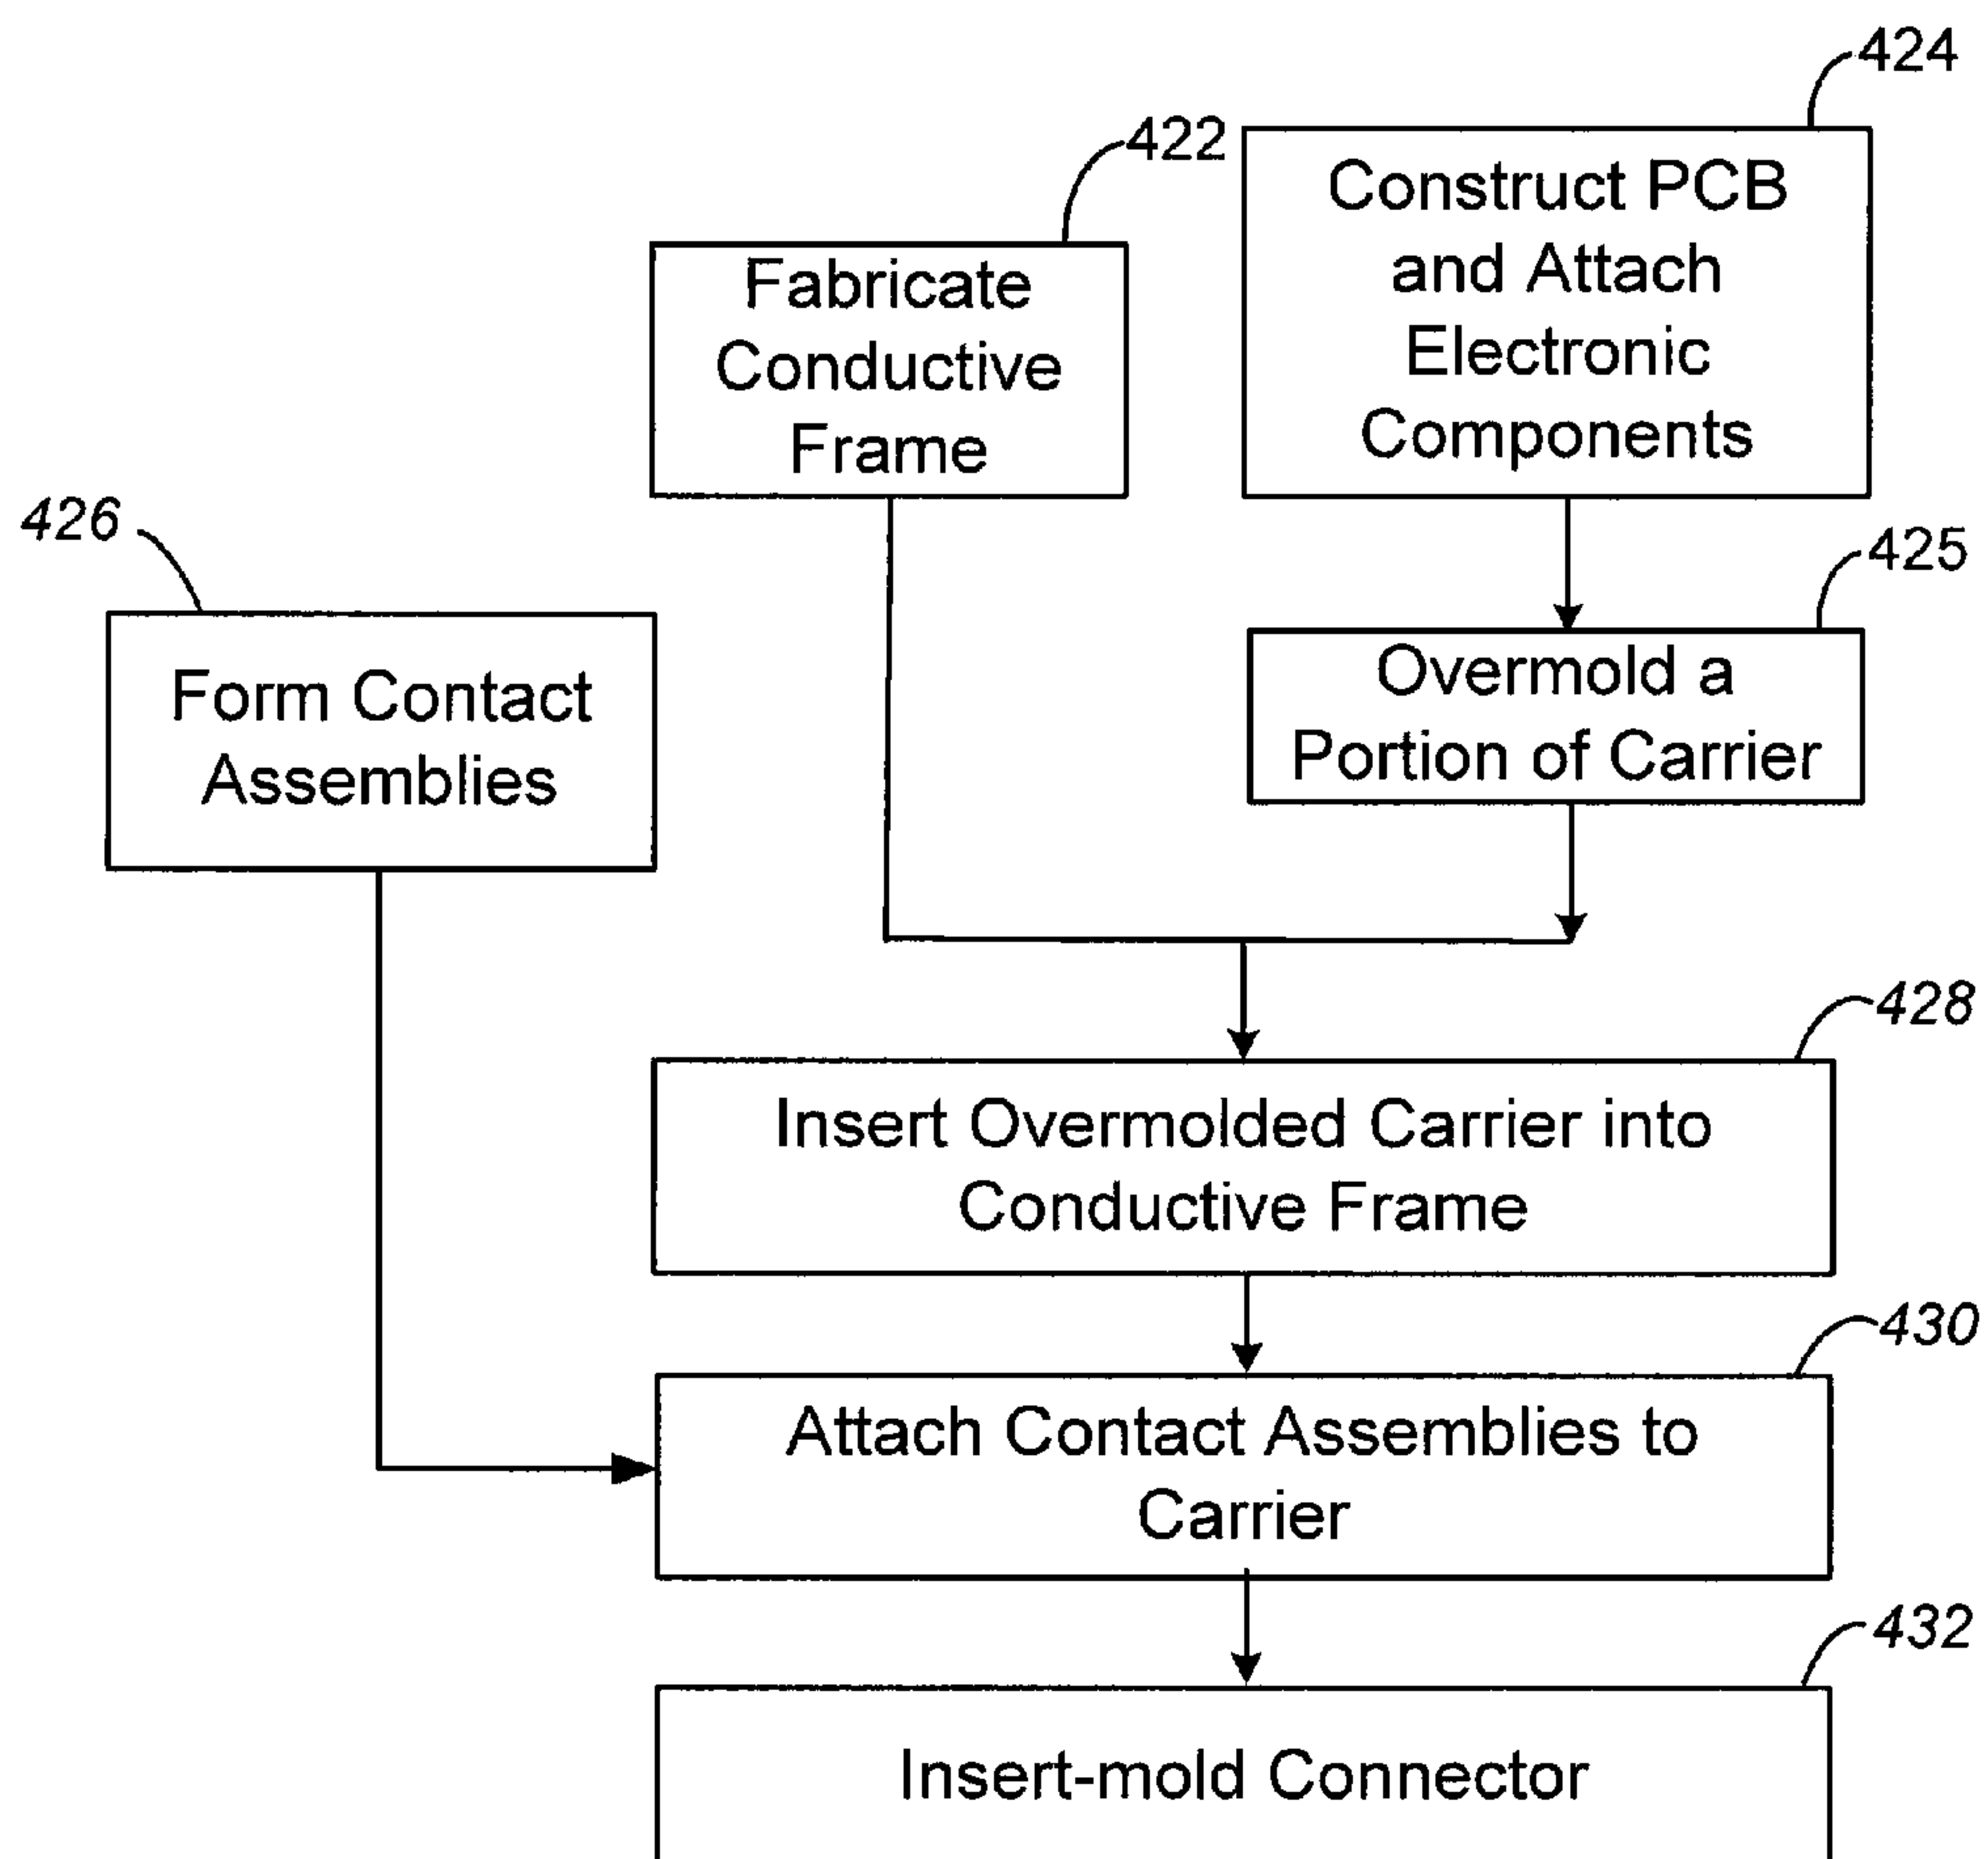 424
Construct PCB
and Attach
Electronic
Components
422
Fabricate
Conductive
Frame
426
Form Contact
Assemblies
425
Overmold a
Portion of Carrier
428
Insert Overmolded Carrier into
Conductive Frame
430
Attach Contact Assemblies to
Carrier
432
Insert-mold Connector